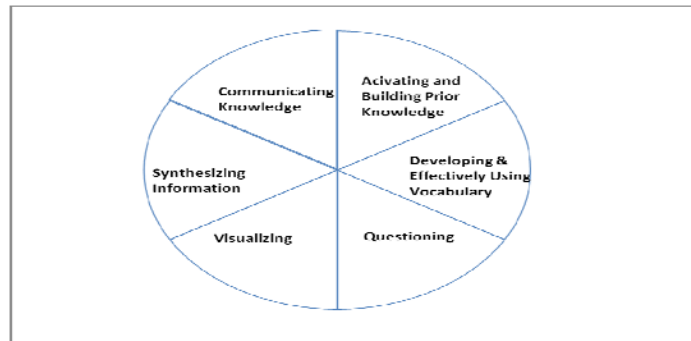 Communicating
Knowledge
Acivating and
Building Prior
Knowledge
Developing &
Effectively Using
Vocabulary
Questioning
Visualizing
Synthesizing
Information